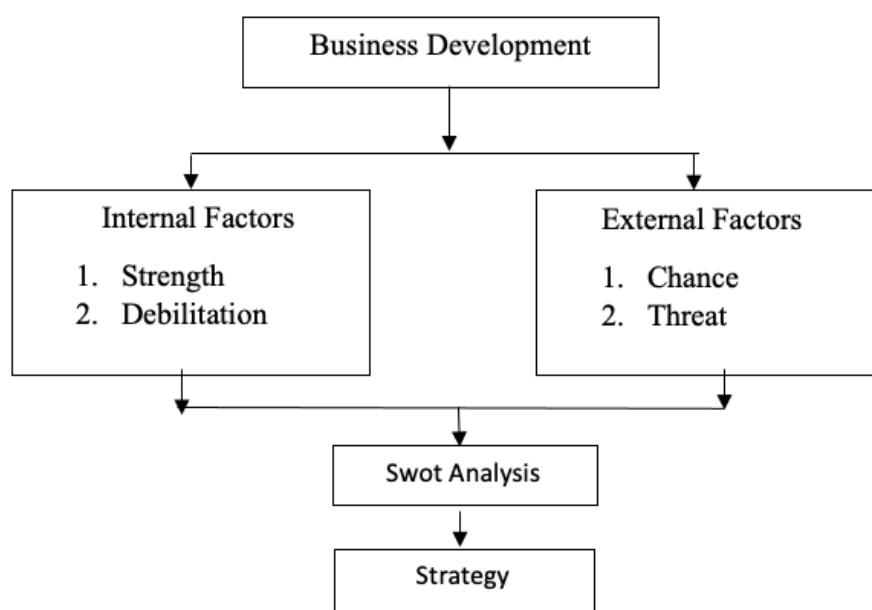 Business Development
Internal Factors
1. Strength
2. Debilitation
External Factors
1. Chance
2. Threat
Swot Analysis
Strategy